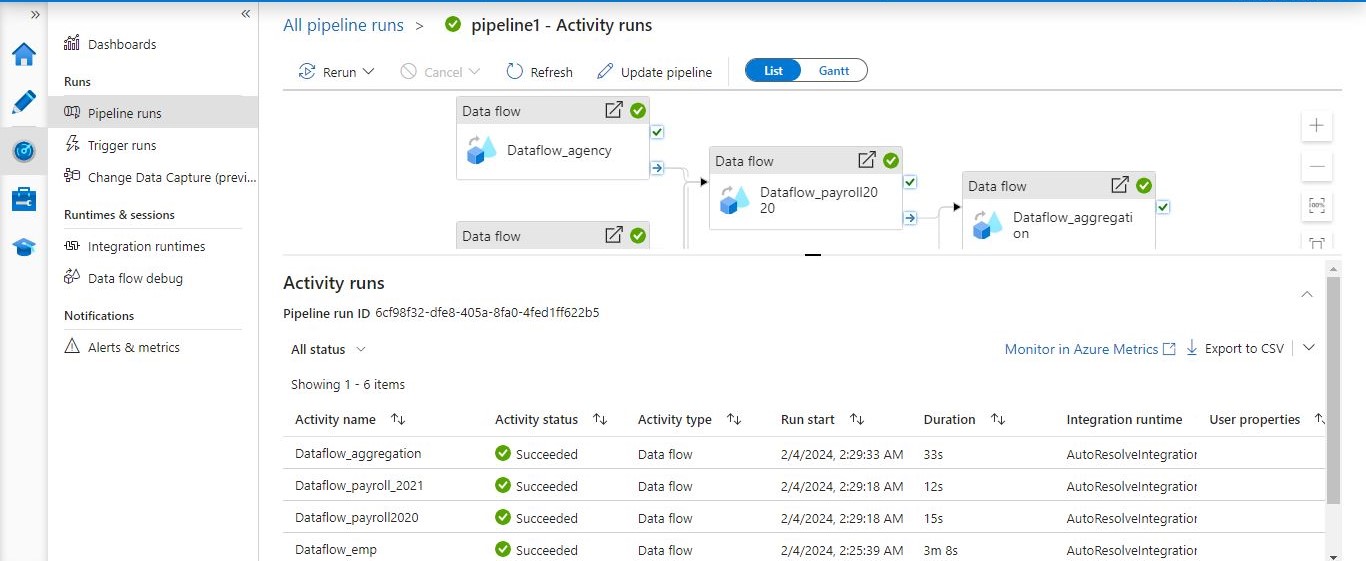 All pipeline runs > pipeline1 - Activity runs
Dashboards
Runs
Pipeline runs
Trigger runs
Change Data Capture (previ...
Runtimes & sessions
Integration runtimes
Data flow debug
Notifications
Alerts & metrics
Rerun Cancel Refresh Update pipeline List Gantt
Data flow
Dataflow_agency
Data flow
Data flow
Dataflow_payroll2020
Data flow
Dataflow_aggregation
100%
Activity runs
Pipeline run ID 6cf98f32-dfe8-405a-8fa0-4fed1ff622b5
All status
Monitor in Azure Metrics Export to CSV
Showing 1 - 6 items
Activity name Activity status Activity type Run start Duration Integration runtime User properties
Dataflow_aggregation Succeeded Data flow 2/4/2024, 2:29:33 AM 33s AutoResolveIntegration
Dataflow_payroll_2021 Succeeded Data flow 2/4/2024, 2:29:18 AM 12s AutoResolveIntegration
Dataflow_payroll2020 Succeeded Data flow 2/4/2024, 2:29:18 AM 15s AutoResolveIntegration
Dataflow_emp Succeeded Data flow 2/4/2024, 2:25:39 AM 3m 8s AutoResolveIntegration